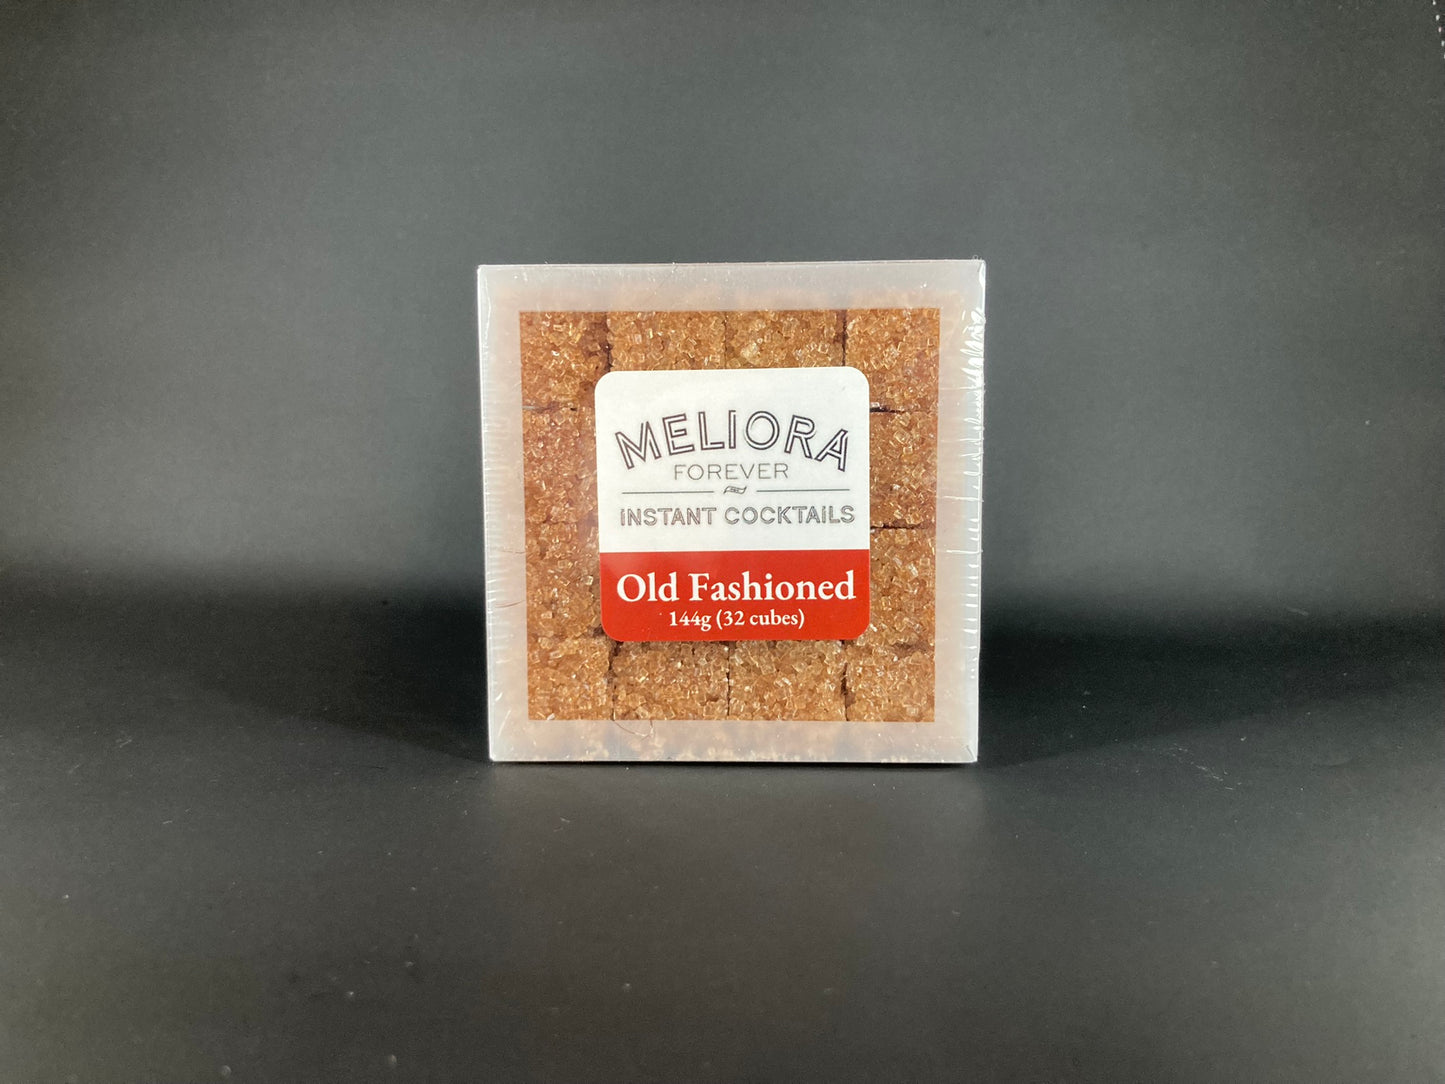 MELIORA
FOREVER
INSTANT COCKTAILS
Old Fashioned
144g (32 cubes)